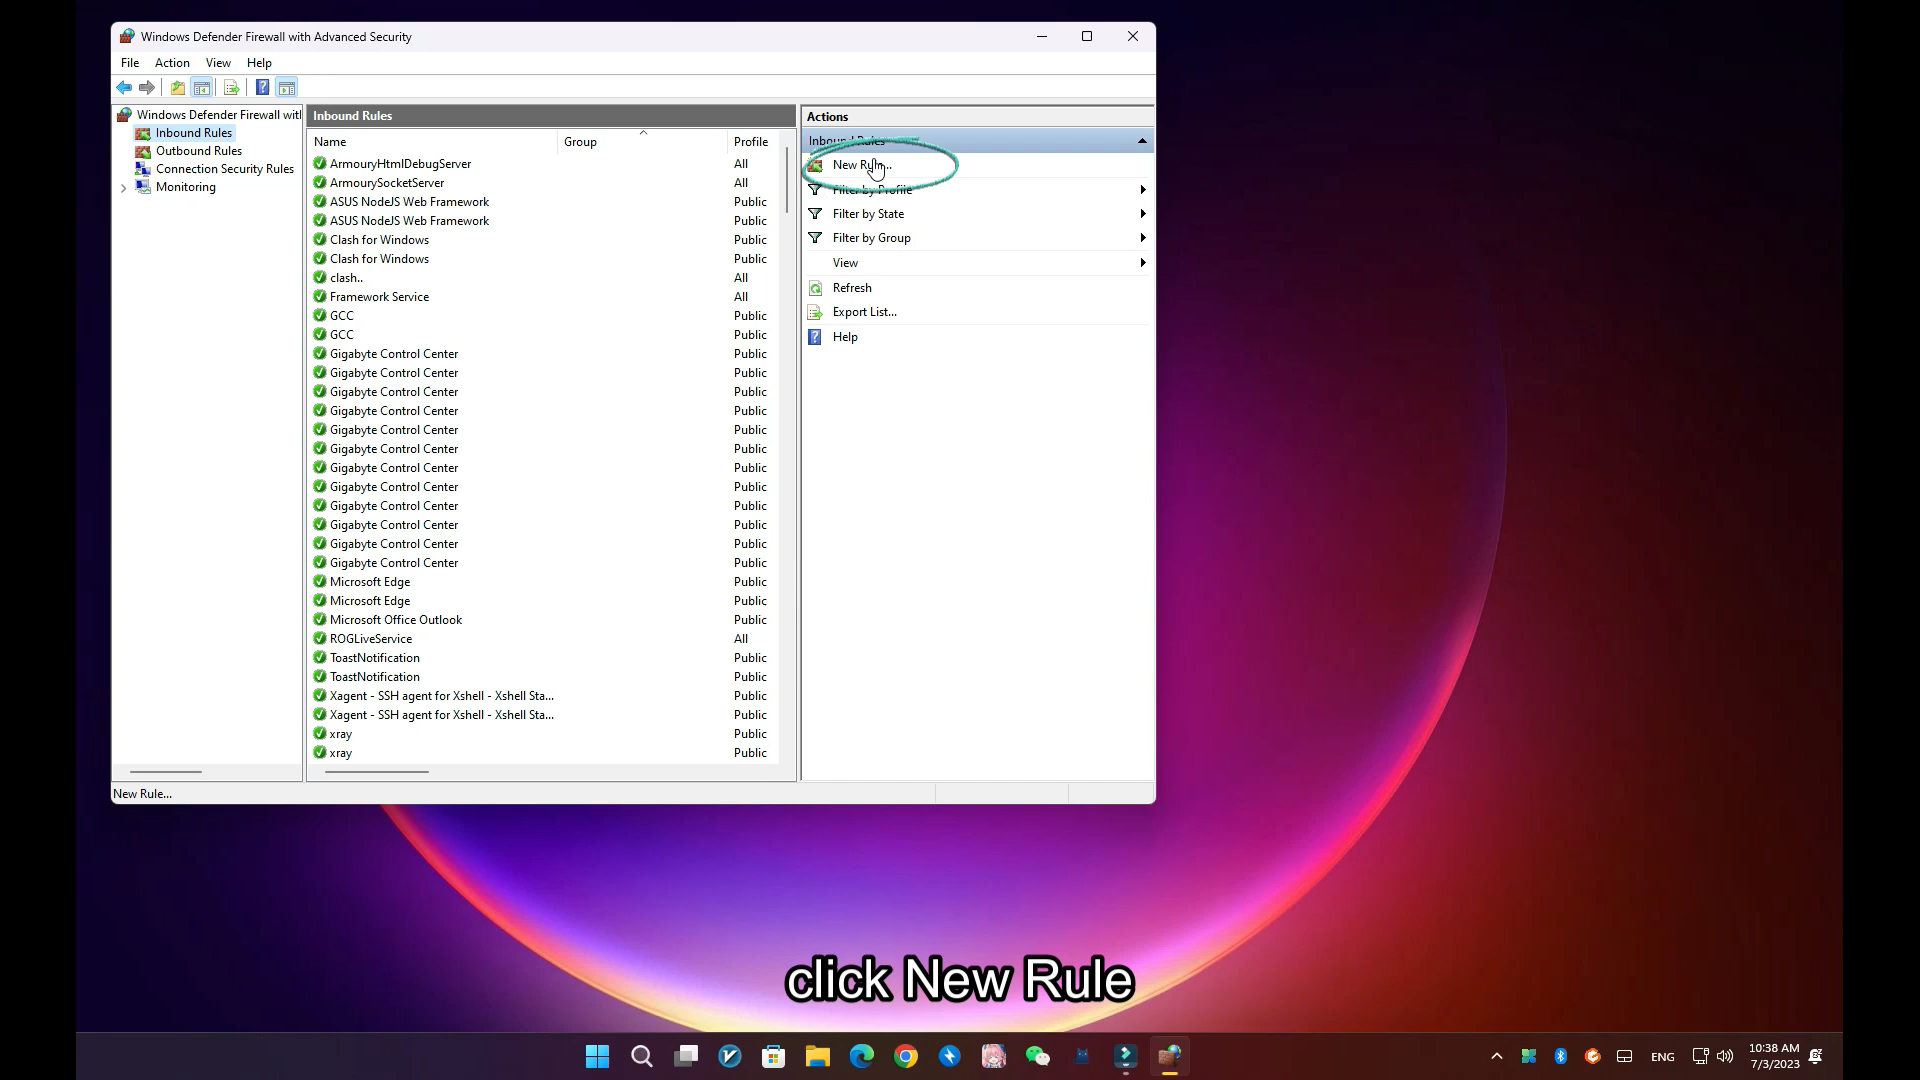 Windows Defender Firewall with Advanced Security
File Action View Help
Windows Defender Firewall witl
Inbound Rules
Outbound Rules
Connection Security Rules
Monitoring
Inbound Rules
Name Group Profile
ArmouryHtmlDebugServer All
ArmourySocketServer All
ASUS NodeJS Web Framework Public
ASUS NodeJS Web Framework Public
Clash for Windows Public
Clash for Windows Public
clash.. All
Framework Service All
GCC Public
GCC Public
Gigabyte Control Center Public
Gigabyte Control Center Public
Gigabyte Control Center Public
Gigabyte Control Center Public
Gigabyte Control Center Public
Gigabyte Control Center Public
Gigabyte Control Center Public
Gigabyte Control Center Public
Gigabyte Control Center Public
Gigabyte Control Center Public
Gigabyte Control Center Public
Gigabyte Control Center Public
Microsoft Edge Public
Microsoft Edge Public
Microsoft Office Outlook Public
ROGLiveService All
ToastNotification Public
ToastNotification Public
Xagent - SSH agent for Xshell - Xshell Sta... Public
Xagent - SSH agent for Xshell - Xshell Sta... Public
xray Public
xray Public
Actions
Inbound Rules
New Rule...
Filter by Profile
Filter by State
Filter by Group
View
Refresh
Export List...
Help
New Rule...
click New Rule
ENG
10:38 AM
7/3/2023